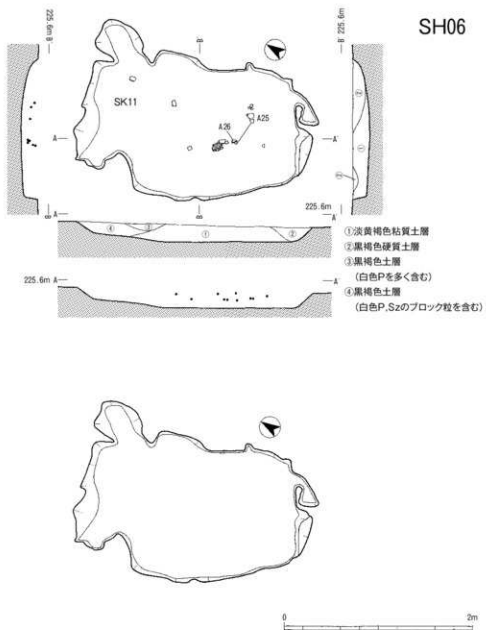 SH06
225.6m
B
B'
225.6m
B'
SK11
A26
A25
A
A'
B
225.6m
A'
④
①
②
225.6m A
A'
①淡黄褐色粘質土層
②黒褐色硬質土層
③黒褐色土層
(白色Pを多く含む)
④黒褐色土層
(白色P,Szのブロック粒を含む)
0
2m